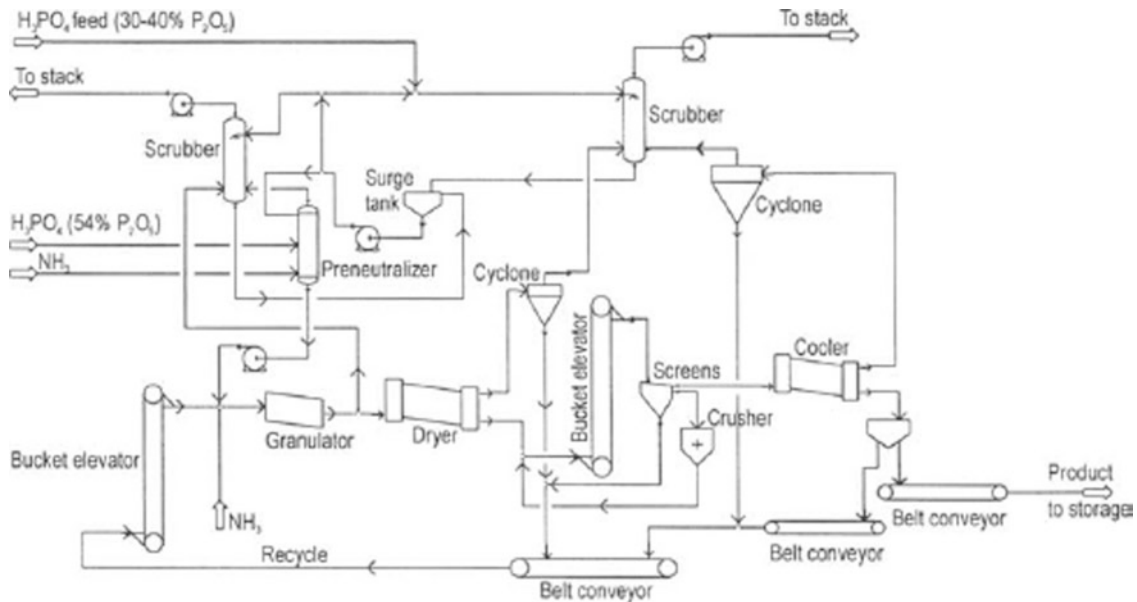 H₃PO₄ feed (30-40% P₂O₅)
To stack
To stack
Scrubber
Scrubber
Surge
tank
Cyclone
H₃PO₄ (54% P₂O₅)
NH₃
Preneutralizer
Cyclone
Bucket elevator
Screens
Cooler
Crusher
Granulator
Dryer
Bucket elevator
Product
to storages
NH₃
Belt conveyor
Belt conveyor
Recycle
Belt conveyor